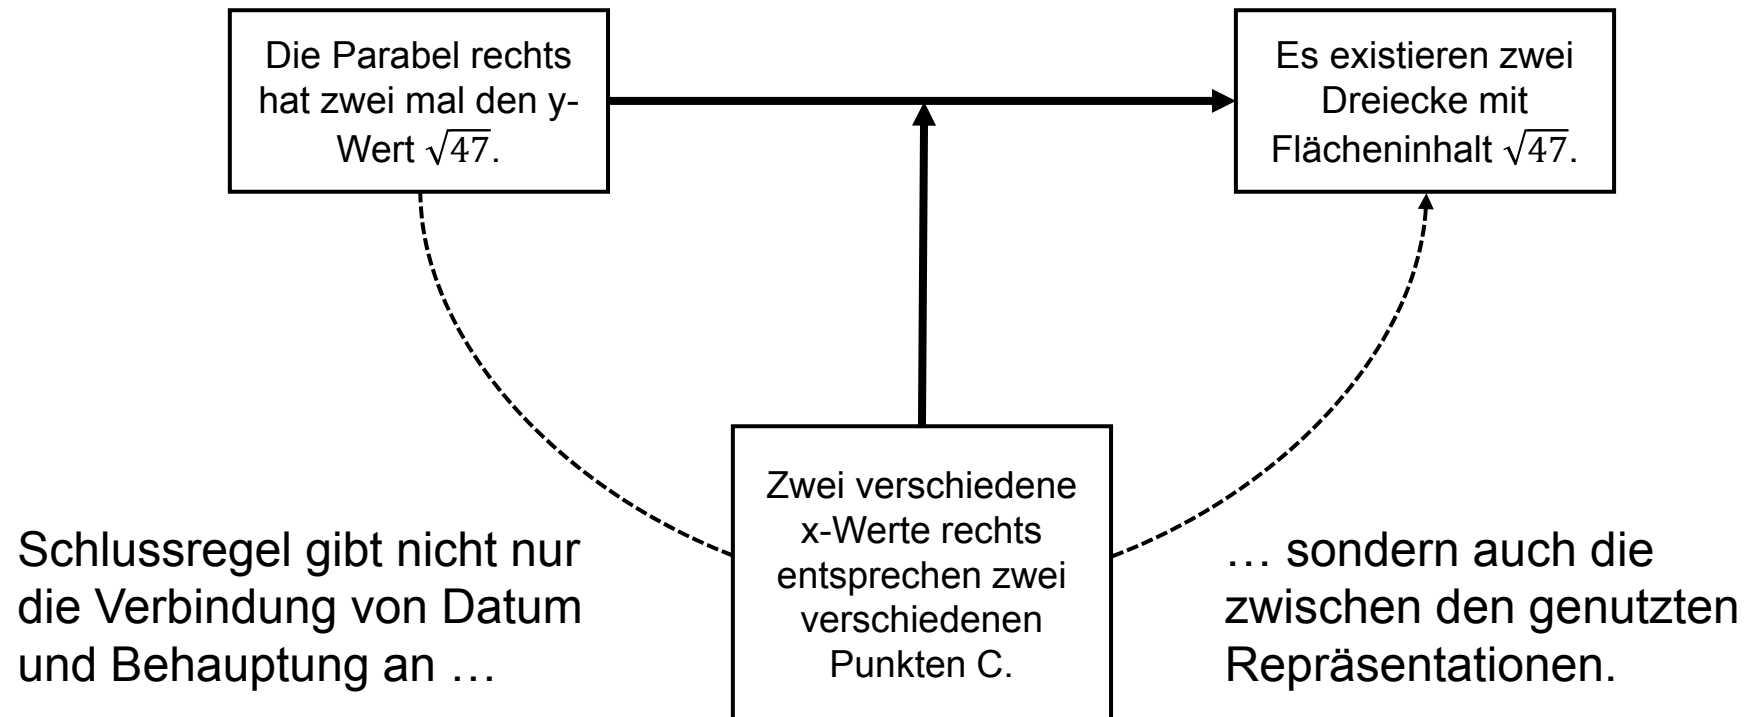 Die Parabel rechts
hat zwei mal den y-
Wert √47.
Es existieren zwei
Dreiecke mit
Flächeninhalt √47.
Zwei verschiedene
x-Werte rechts
entsprechen zwei
verschiedenen
Punkten C.
Schlussregel gibt nicht nur
die Verbindung von Datum
und Behauptung an …
… sondern auch die
zwischen den genutzten
Repräsentationen.